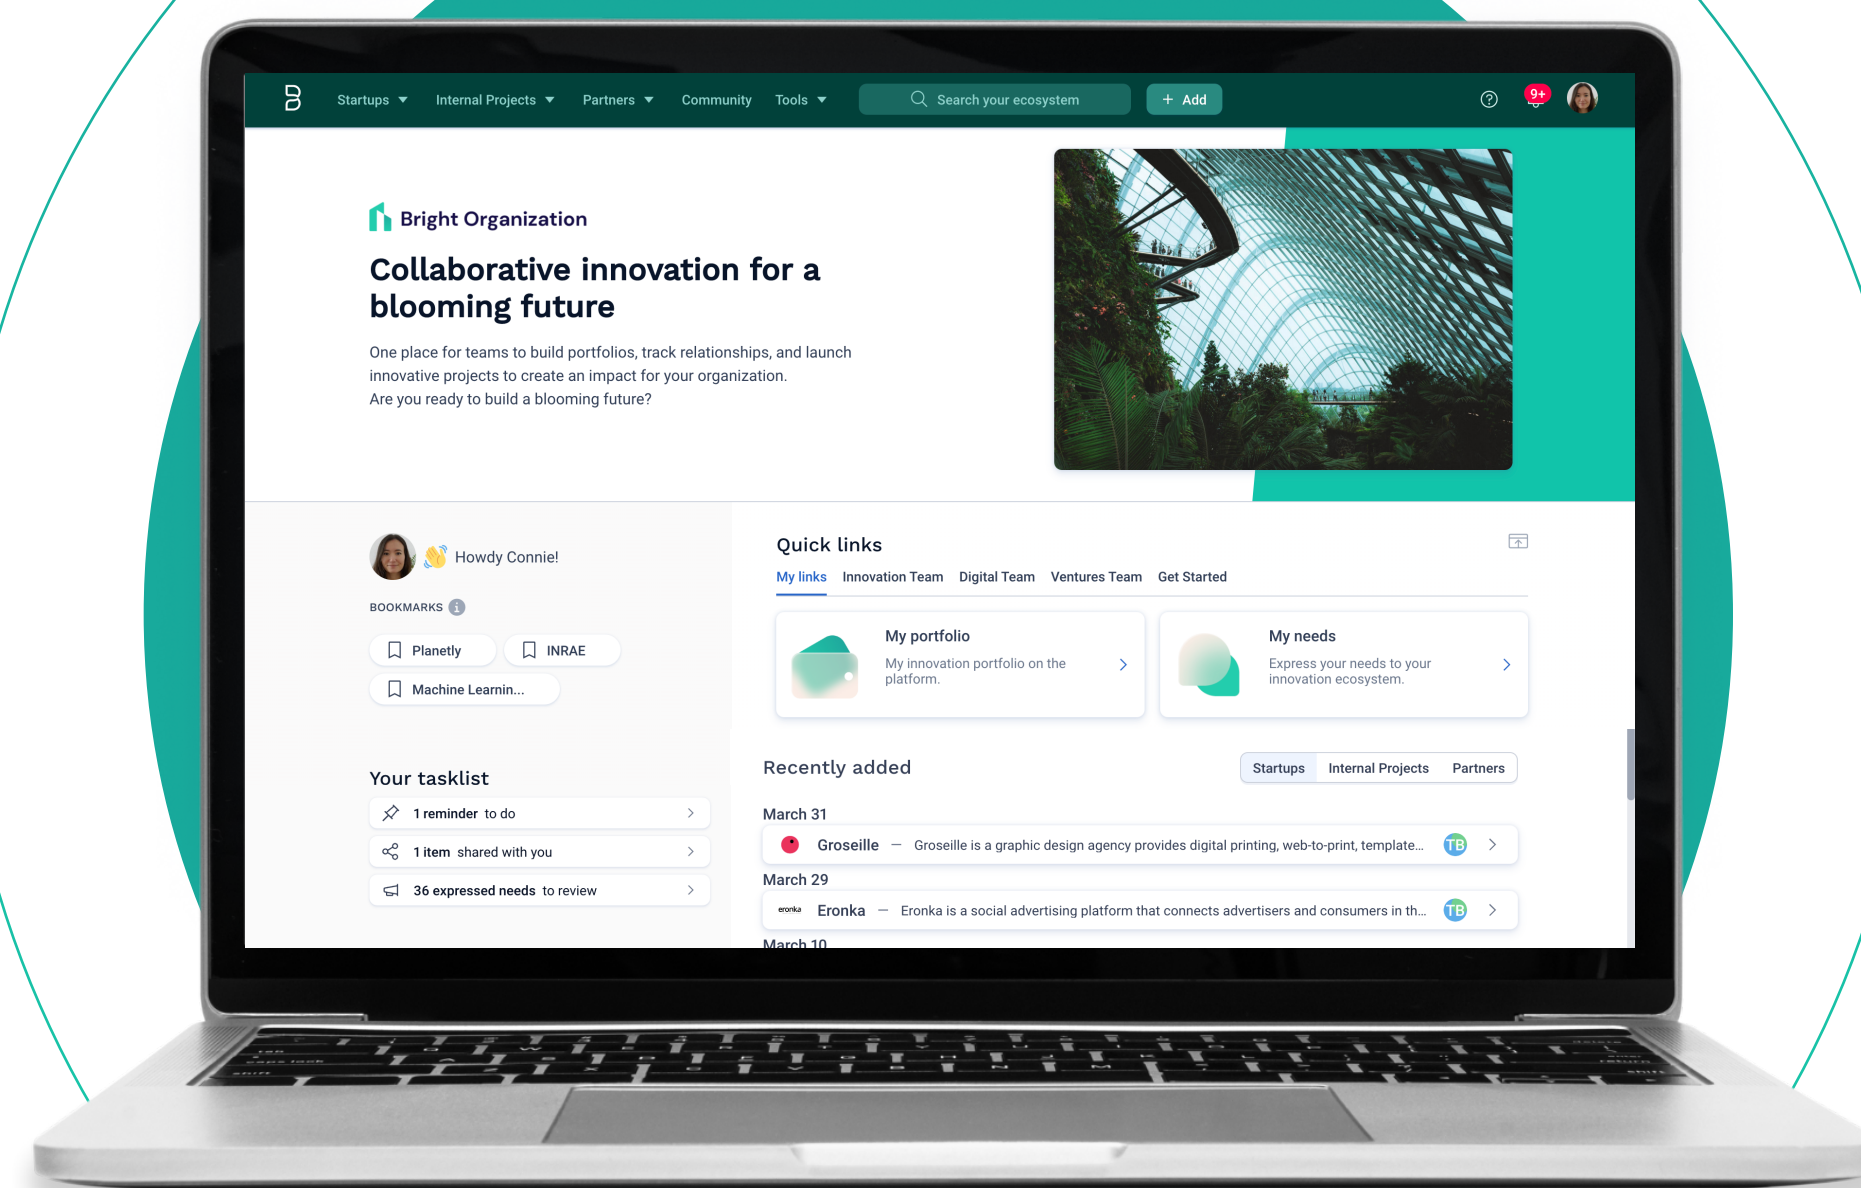 Startups
Internal Projects
Partners
Community
Tools
Search your ecosystem
+ Add
9+
Bright Organization
Collaborative innovation for a
blooming future
One place for teams to build portfolios, track relationships, and launch
innovative projects to create an impact for your organization.
Are you ready to build a blooming future?
Howdy Connie!
BOOKMARKS
Planetly
INRAE
Machine Learnin...
Your tasklist
1 reminder to do
1 item shared with you
36 expressed needs to review
Quick links
My links
Innovation Team
Digital Team
Ventures Team
Get Started
My portfolio
My innovation portfolio on the
platform.
My needs
Express your needs to your
innovation ecosystem.
Recently added
Startups
Internal Projects
Partners
March 31
Groseille — Groseille is a graphic design agency provides digital printing, web-to-print, template...
TB
March 29
eronka
Eronka — Eronka is a social advertising platform that connects advertisers and consumers in th...
TB
March 10